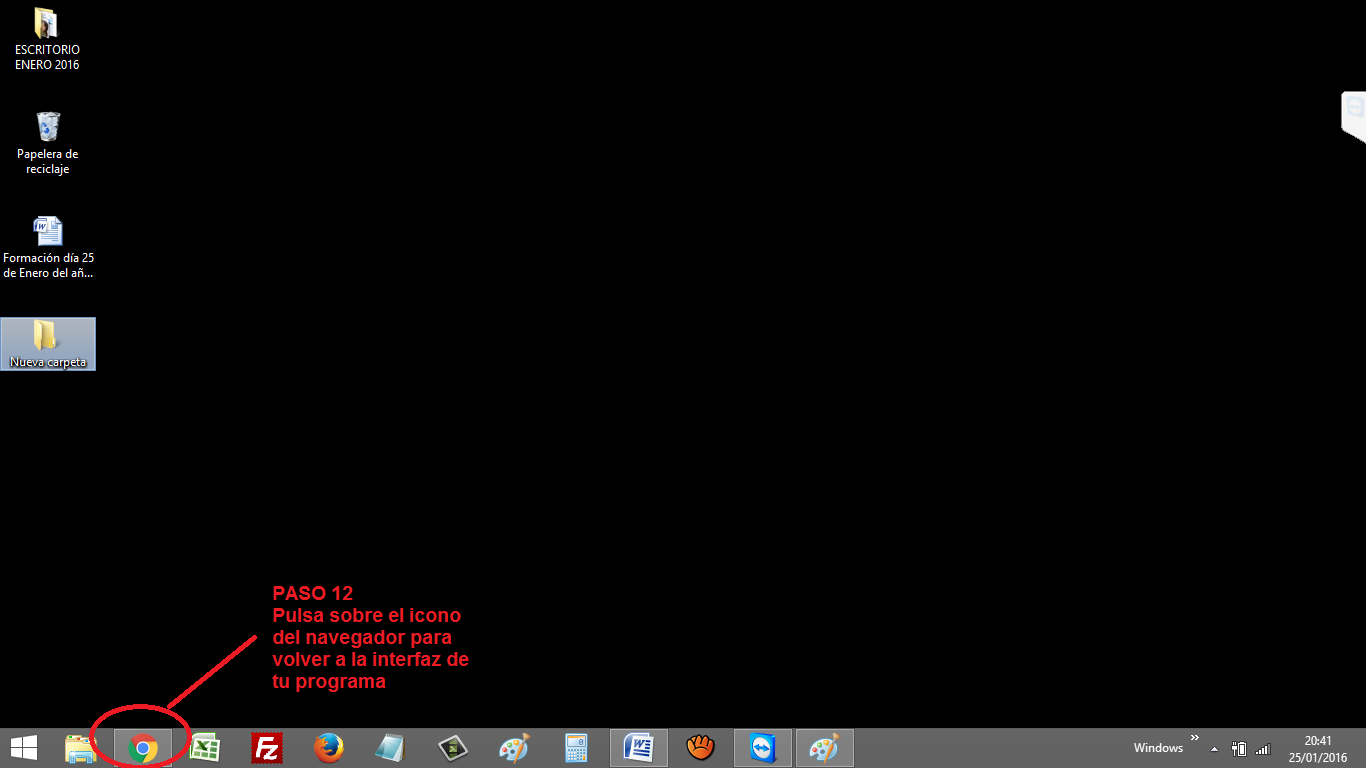 ESCRITORIO
ENERO 2016
Papelera de
reciclaje
Formación día 25
de Enero del añ...
Nueva carpeta
PASO 12
Pulsa sobre el icono
del navegador para
volver a la interfaz de
tu programa
Windows
20:41
25/01/2016